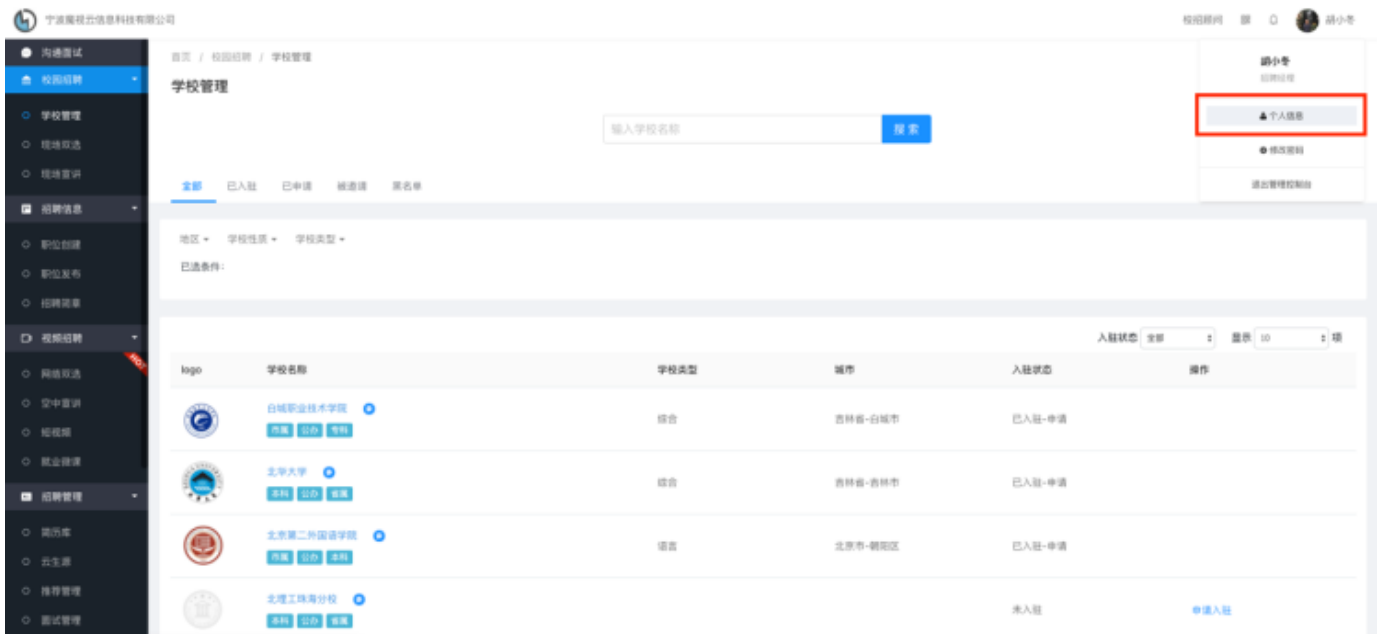 宁波魔视云信息科技有限公司
校招顾问 胡小冬
沟通面试
校园招聘
学校管理
现场双选
现场宣讲
招聘信息
职位创建
职位发布
招聘简章
视频招聘
HOT
网络双选
空中宣讲
短视频
就业微课
招聘管理
简历库
云生源
推荐管理
面试管理
首页 / 校园招聘 / 学校管理
学校管理
输入学校名称 搜索
全部 已入驻 已申请 被邀请 黑名单
胡小冬
招聘经理
个人信息
修改密码
退出管理控制台
地区 学校性质 学校类型
已选条件:
入驻状态 全部 显示 10 项
logo 学校名称 学校类型 城市 入驻状态 操作
白城职业技术学院 综合 吉林省-白城市 已入驻-申请
市属 公办 专科
北华大学 综合 吉林省-吉林市 已入驻-申请
本科 公办 省属
北京第二外国语学院 语言 北京市-朝阳区 已入驻-申请
市属 公办 本科
北理工珠海分校 未入驻 申请入驻
本科 公办 省属